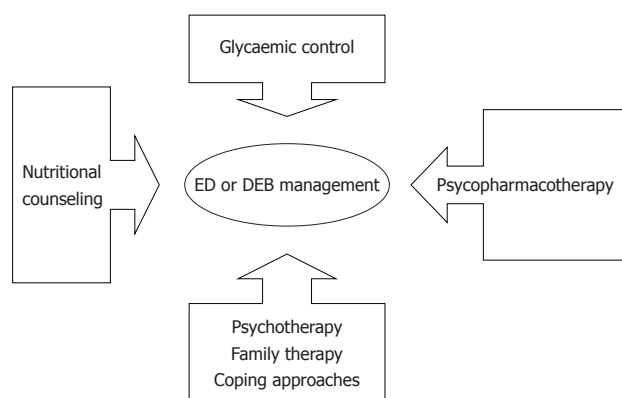 Glycaemic control
Nutritional
counseling
ED or DEB management
Psycopharmacotherapy
Psychotherapy
Family therapy
Coping approaches